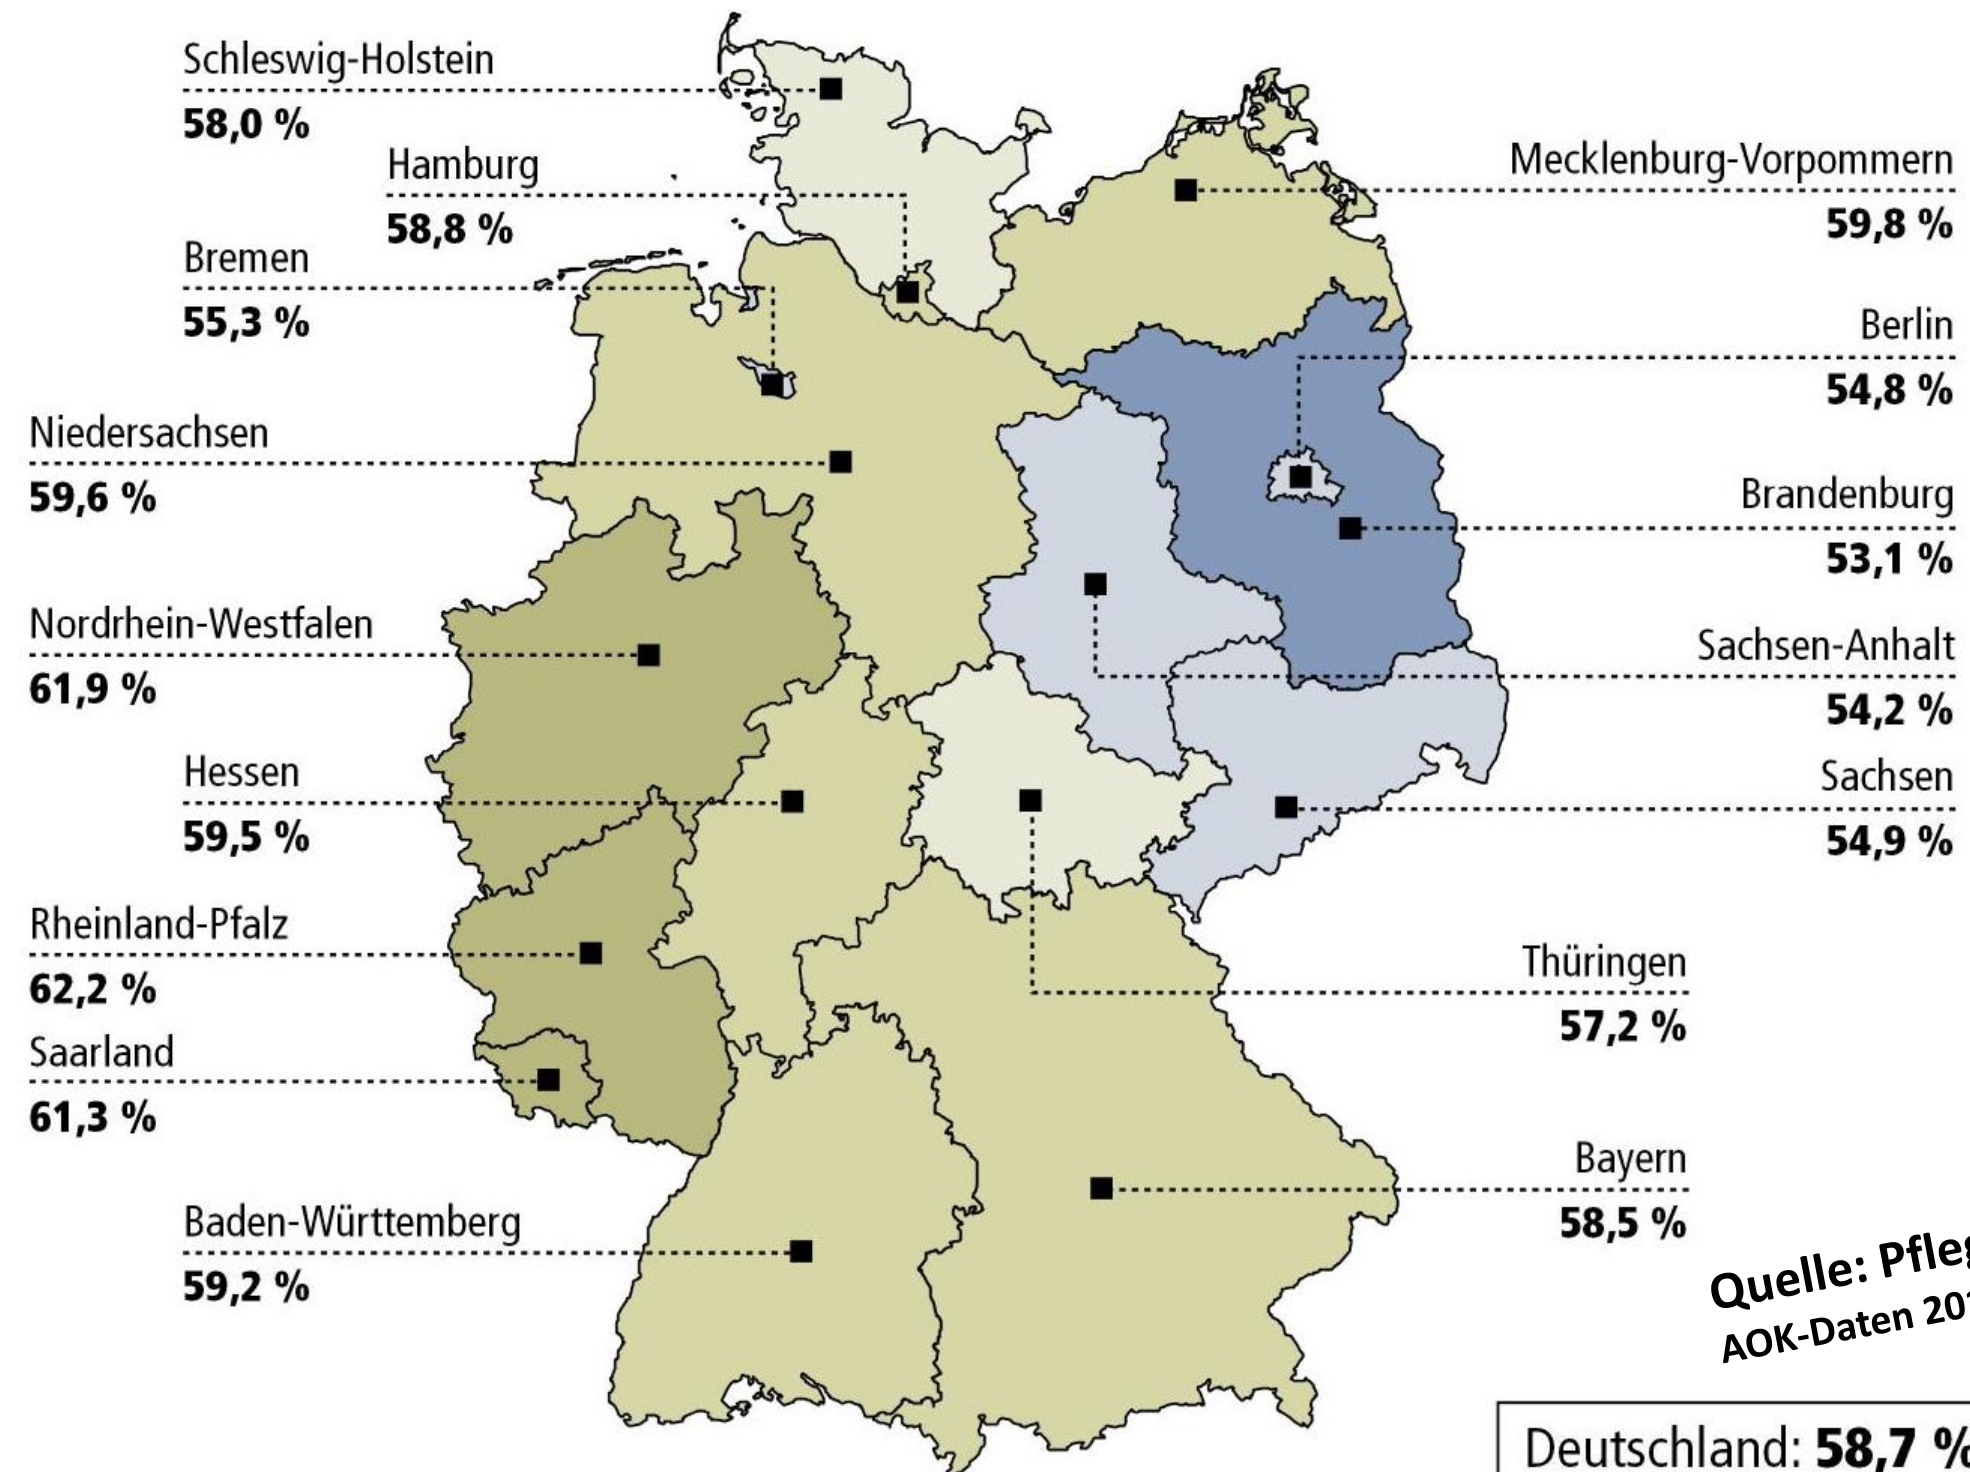 Schleswig-Holstein
58,0 %
Hamburg
58,8 %
Bremen
55,3 %
Niedersachsen
59,6 %
Nordrhein-Westfalen
61,9 %
Hessen
59,5 %
Rheinland-Pfalz
62,2 %
Saarland
61,3 %
Baden-Württemberg
59,2 %
Mecklenburg-Vorpommern
59,8 %
Berlin
54,8 %
Brandenburg
53,1 %
Sachsen-Anhalt
54,2 %
Sachsen
54,9 %
Thüringen
57,2 %
Bayern
58,5 %
Quelle:
AOK-Daten
Deutschland: 58,7 %